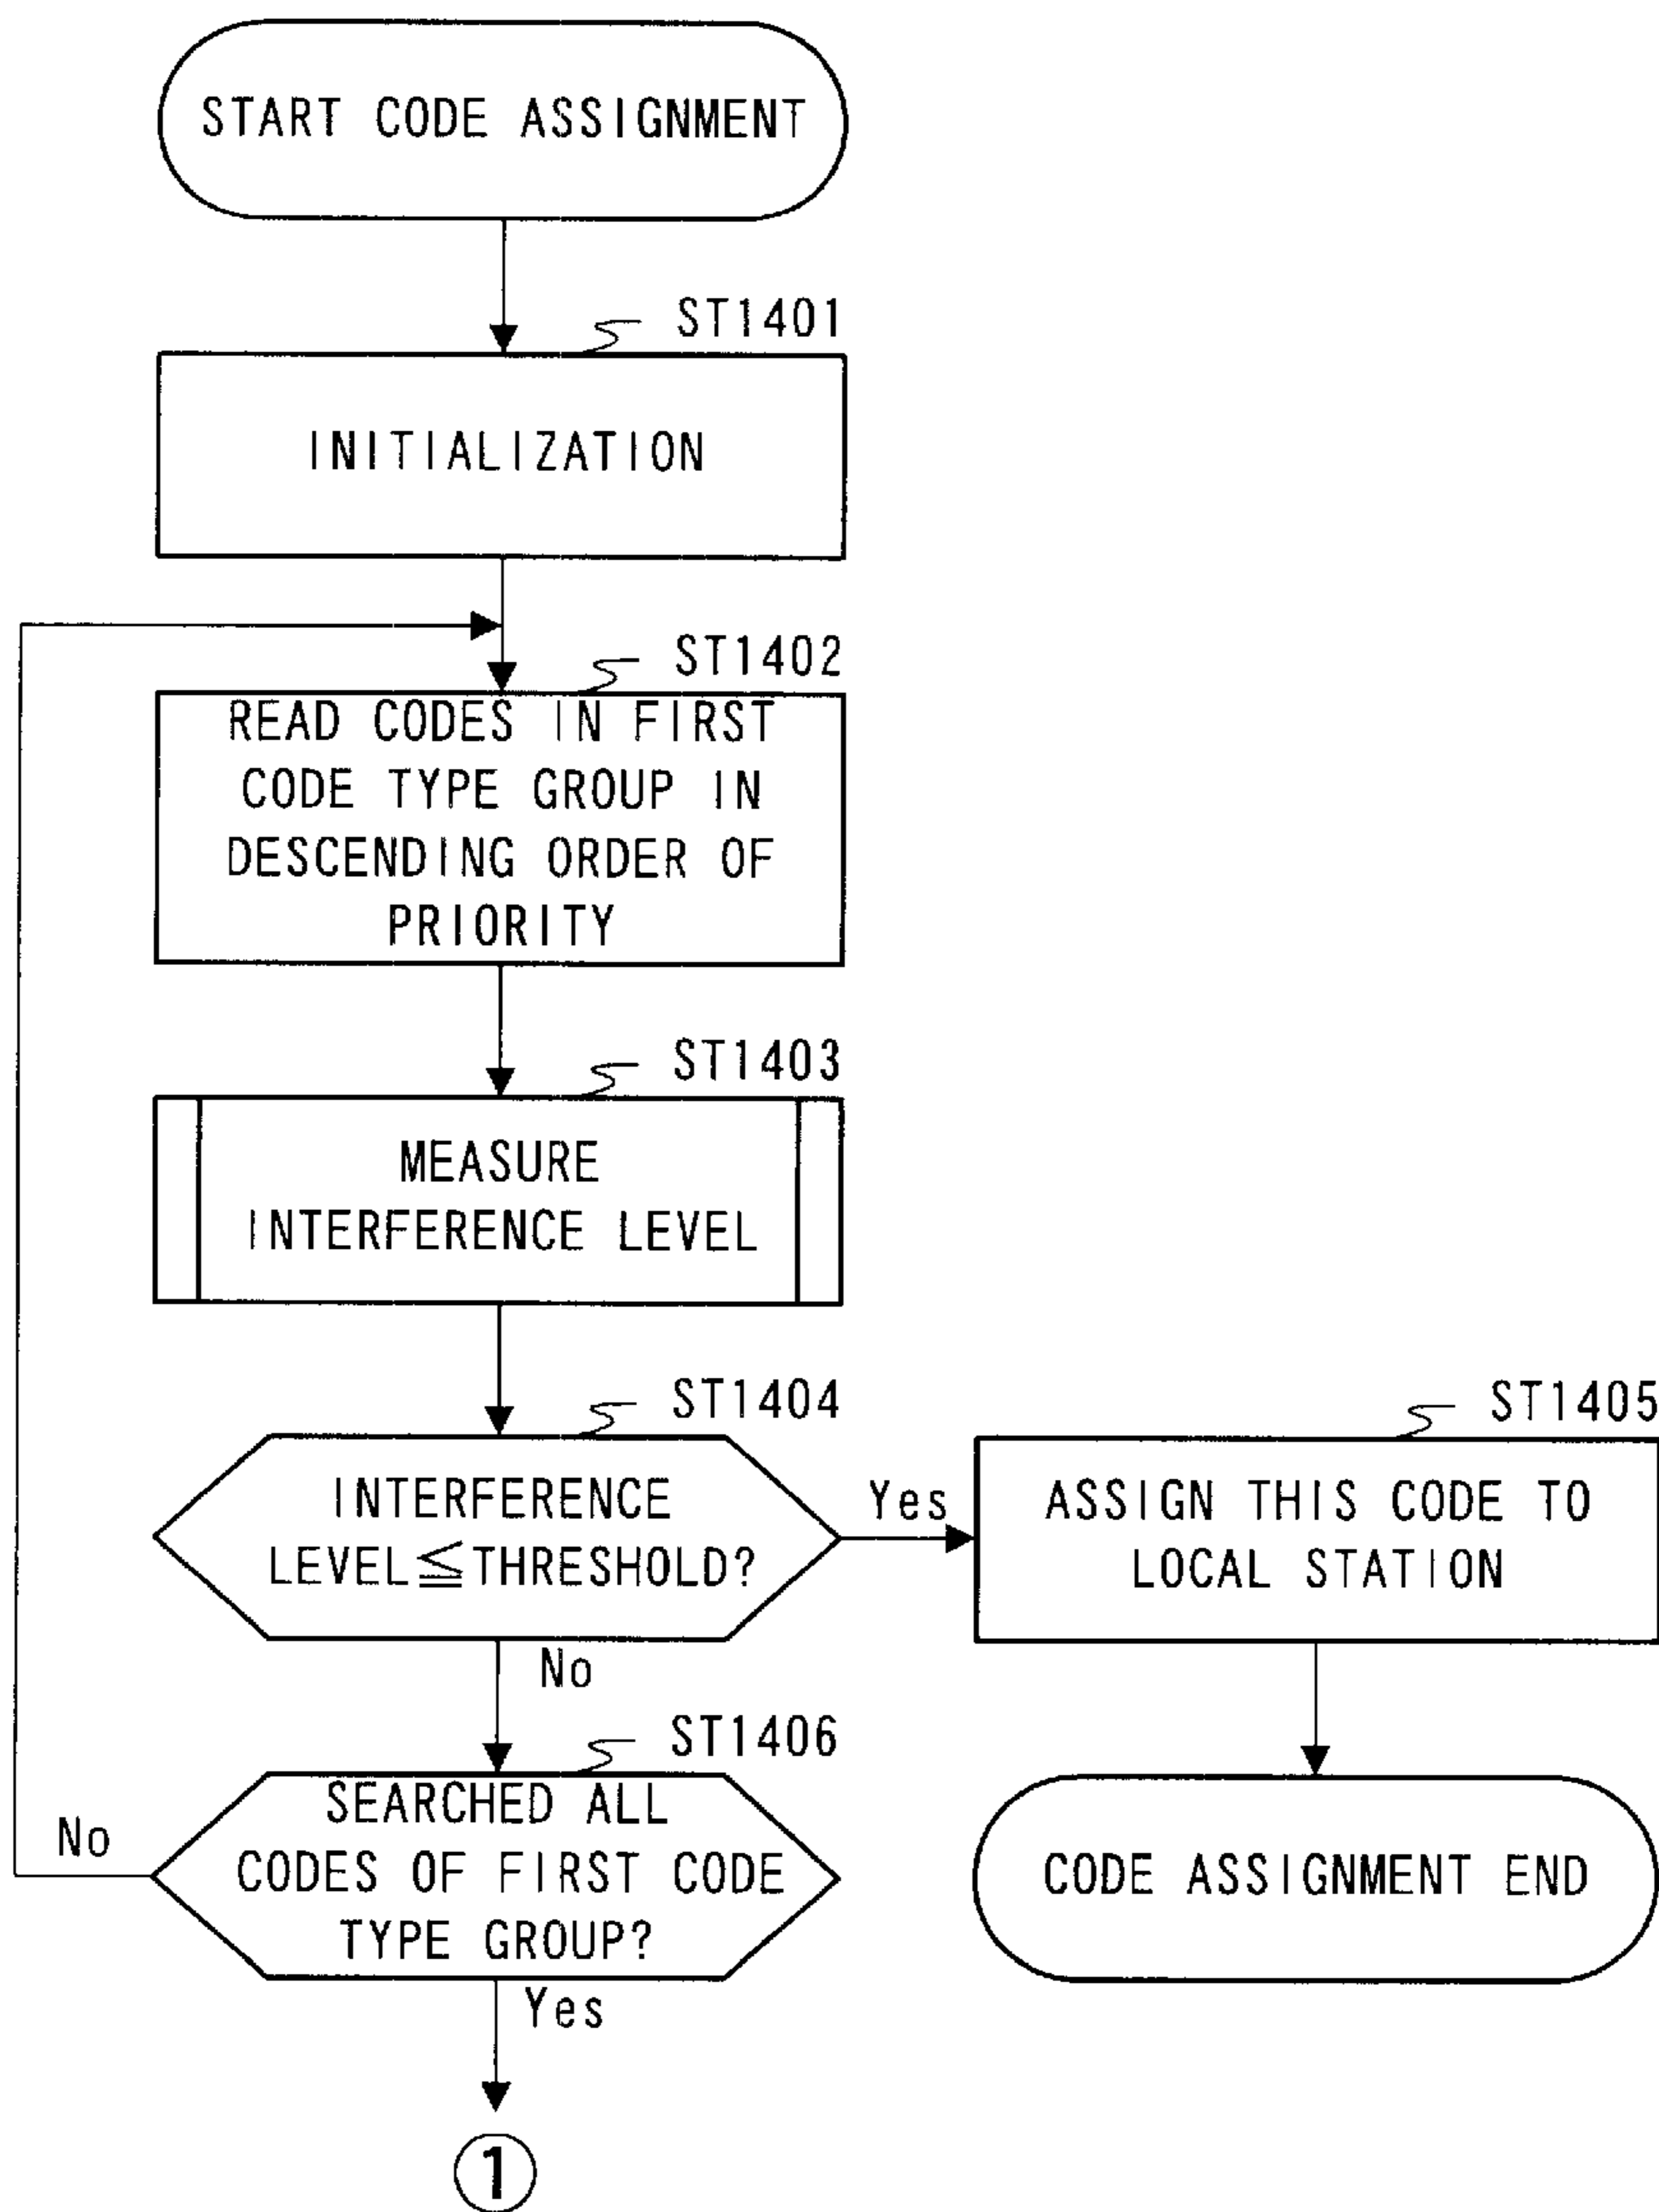 START CODE ASSIGNMENT
ST1401
INITIALIZATION
ST1402
READ CODES IN FIRST
CODE TYPE GROUP IN
DESCENDING ORDER OF
PRIORITY
ST1403
MEASURE
INTERFERENCE LEVEL
ST1404
INTERFERENCE
LEVEL≦THRESHOLD?
Yes
ST1405
ASSIGN THIS CODE TO
LOCAL STATION
No
ST1406
SEARCHED ALL
CODES OF FIRST CODE
TYPE GROUP?
No
CODE ASSIGNMENT END
Yes
1